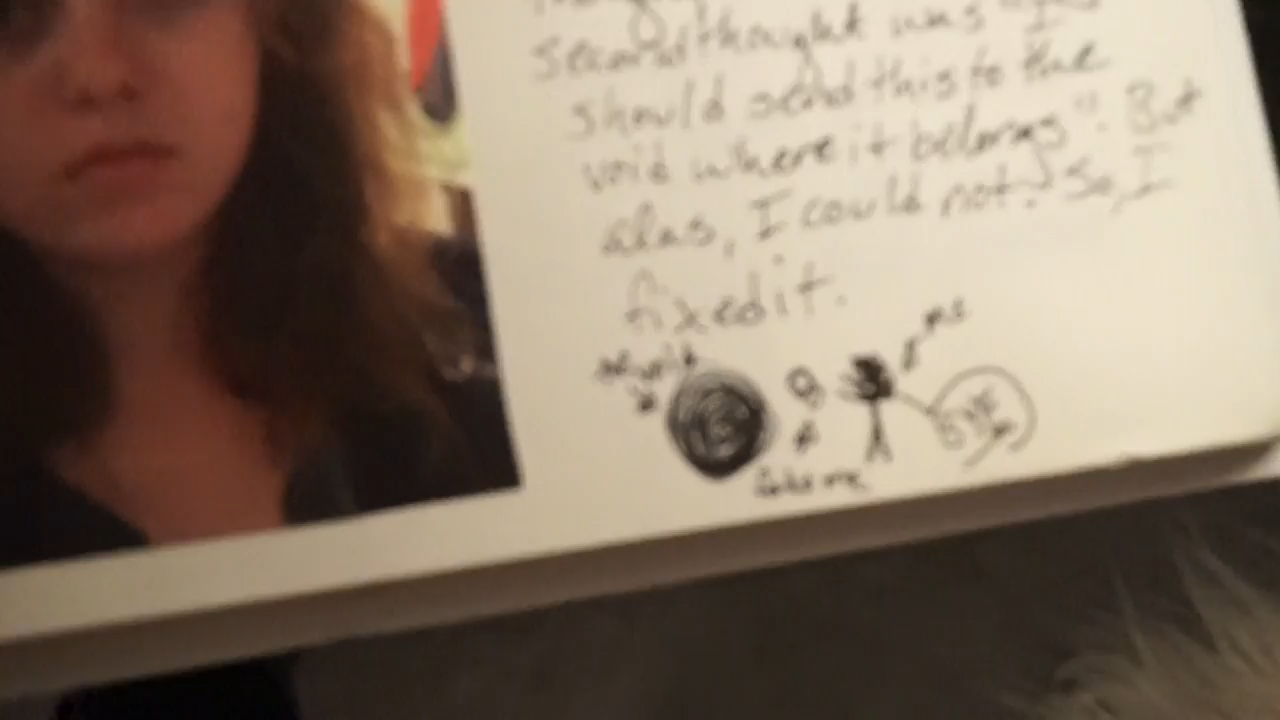 second thought was "I
should send this to the
void where it belongs". But
alas, I could not. So, I
fixed it.
me